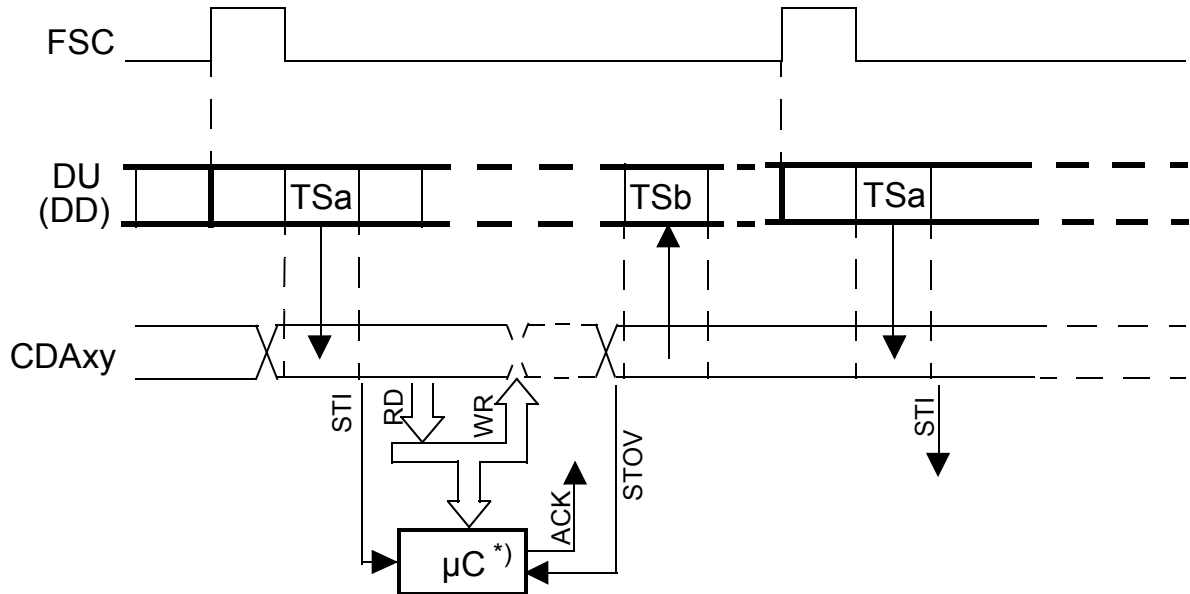 FSC
DU
(DD)
TSa
TSb
TSa
CDAxy
STI
RD
WR
ACK
STOV
STI
µC *)